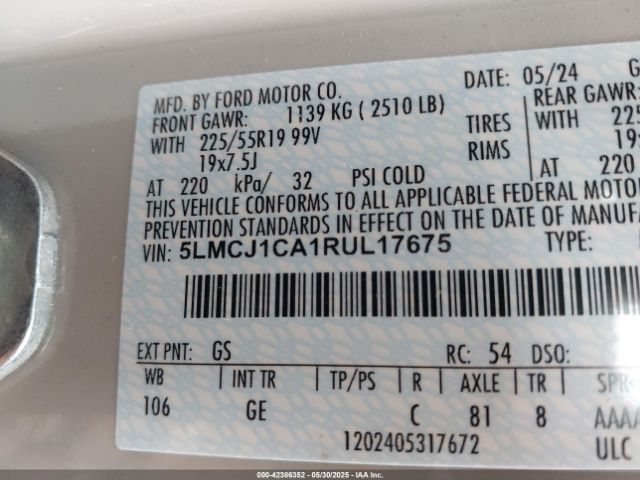 DATE: 05/24 G
MFD. BY FORD MOTOR CO.
FRONT GAWR: 1139 KG ( 2510 LB) REAR GAWR:
WITH 225/55R19 99V TIRES WITH 225
19x7.5J RIMS 19x
AT 220 kPa/ 32 PSI COLD AT 220
THIS VEHICLE CONFORMS TO ALL APPLICABLE FEDERAL MOTOR
PREVENTION STANDARDS IN EFFECT ON THE DATE OF MANUFA
VIN: 5LMCJ1CA1RUL17675 TYPE:
EXT PNT: GS RC: 54 DSO:
WB INT TR TP/PS R AXLE TR SPR
106 GE C 81 8 AAAA
1202405317672 ULC
000-42386352 - 05/30/2025 - IAA Inc.